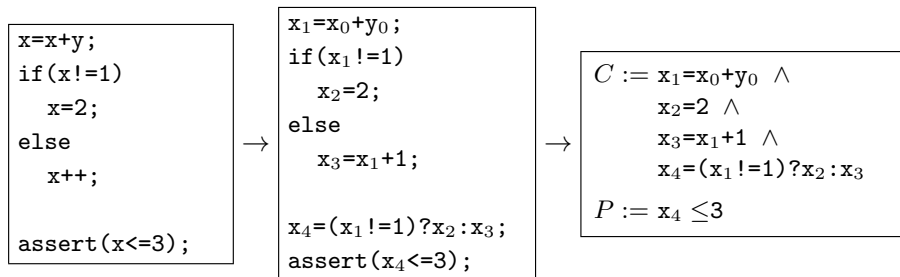 x=x+y;
if(x!=1)
  x=2;
else
  x++;
assert(x<=3);
→
x₁=x₀+y₀;
if(x₁!=1)
  x₂=2;
else
  x₃=x₁+1;
x₄=(x₁!=1)?x₂:x₃;
assert(x₄<=3);
→
C := x₁=x₀+y₀ ∧
x₂=2 ∧
x₃=x₁+1 ∧
x₄=(x₁!=1)?x₂:x₃
P := x₄ ≤3